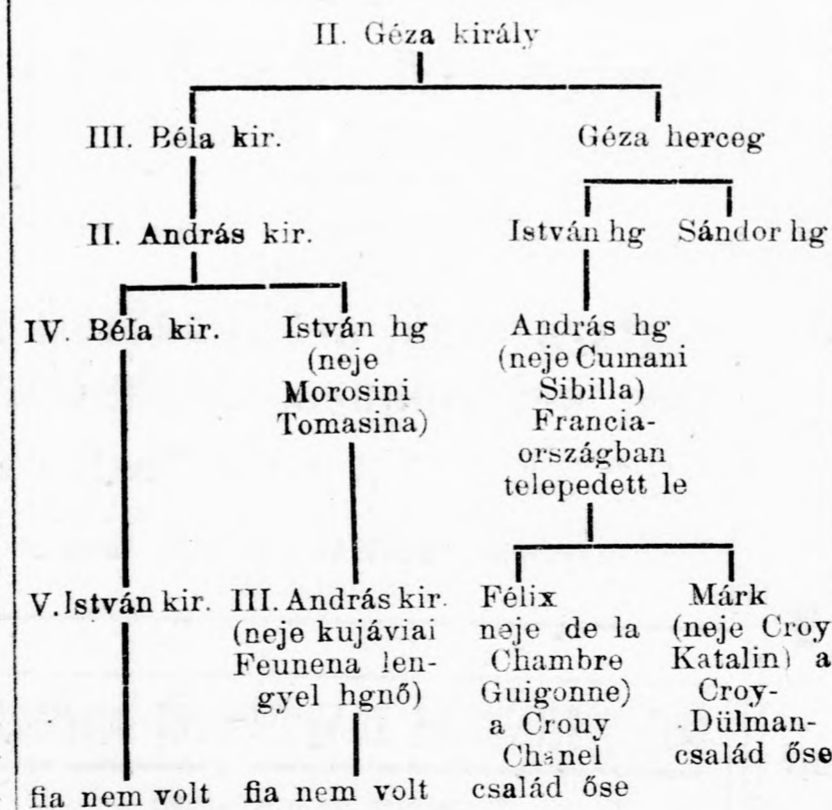 II. Géza király
III. Béla kir.
Géza herceg
II. András kir.
István hg
Sándor hg
IV. Béla kir.
István hg
(neje
Morosini
Tomasina)
András hg
(neje Cumani
Sibilla)
Francia-
országban
telepedett le
V. István kir.
III. András kir.
(neje kujáviai
Feunena len-
gyel hgnő)
Félix
neje de la
Chambre
Guigonne)
a Crouy
Chanel
család őse
Márk
(neje Croy
Katalin) a
Croy-
Dülman-
család őse
fia nem volt
fia nem volt